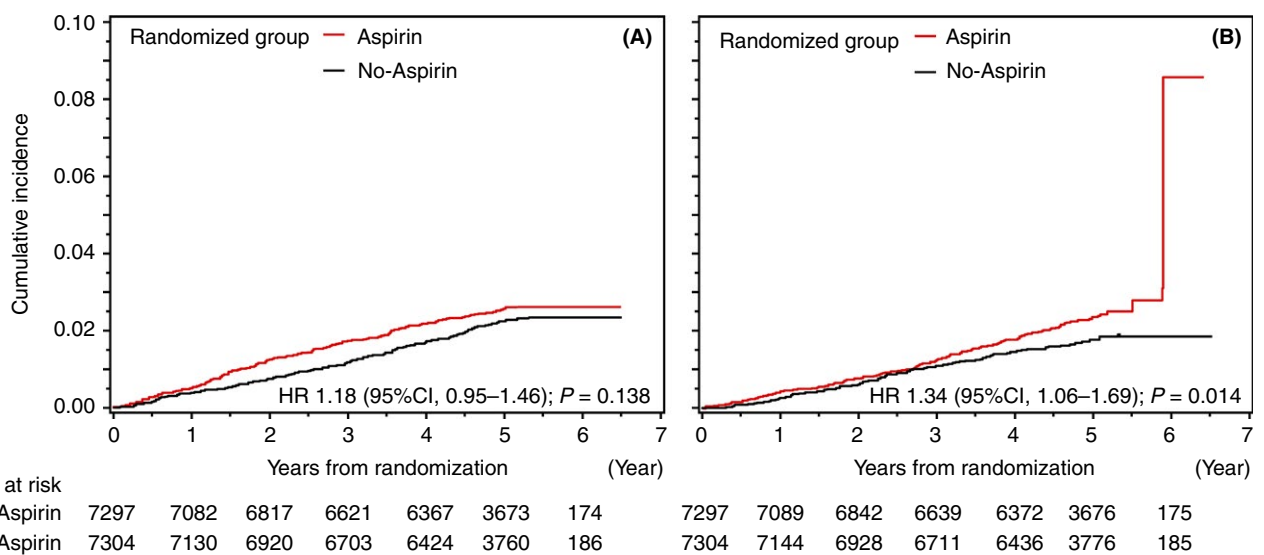 Randomized group Aspirin (A)
No-Aspirin
Cumulative incidence
0.10
0.08
0.06
0.04
0.02
0.00
HR 1.18 (95%CI, 0.95–1.46); P = 0.138
0 1 2 3 4 5 6 7
Years from randomization (Year)
Randomized group Aspirin (B)
No-Aspirin
HR 1.34 (95%CI, 1.06–1.69); P = 0.014
0 1 2 3 4 5 6 7
Years from randomization (Year)
at risk
Aspirin 7297 7082 6817 6621 6367 3673 174 7297 7089 6842 6639 6372 3676 175
Aspirin 7304 7130 6920 6703 6424 3760 186 7304 7144 6928 6711 6436 3776 185